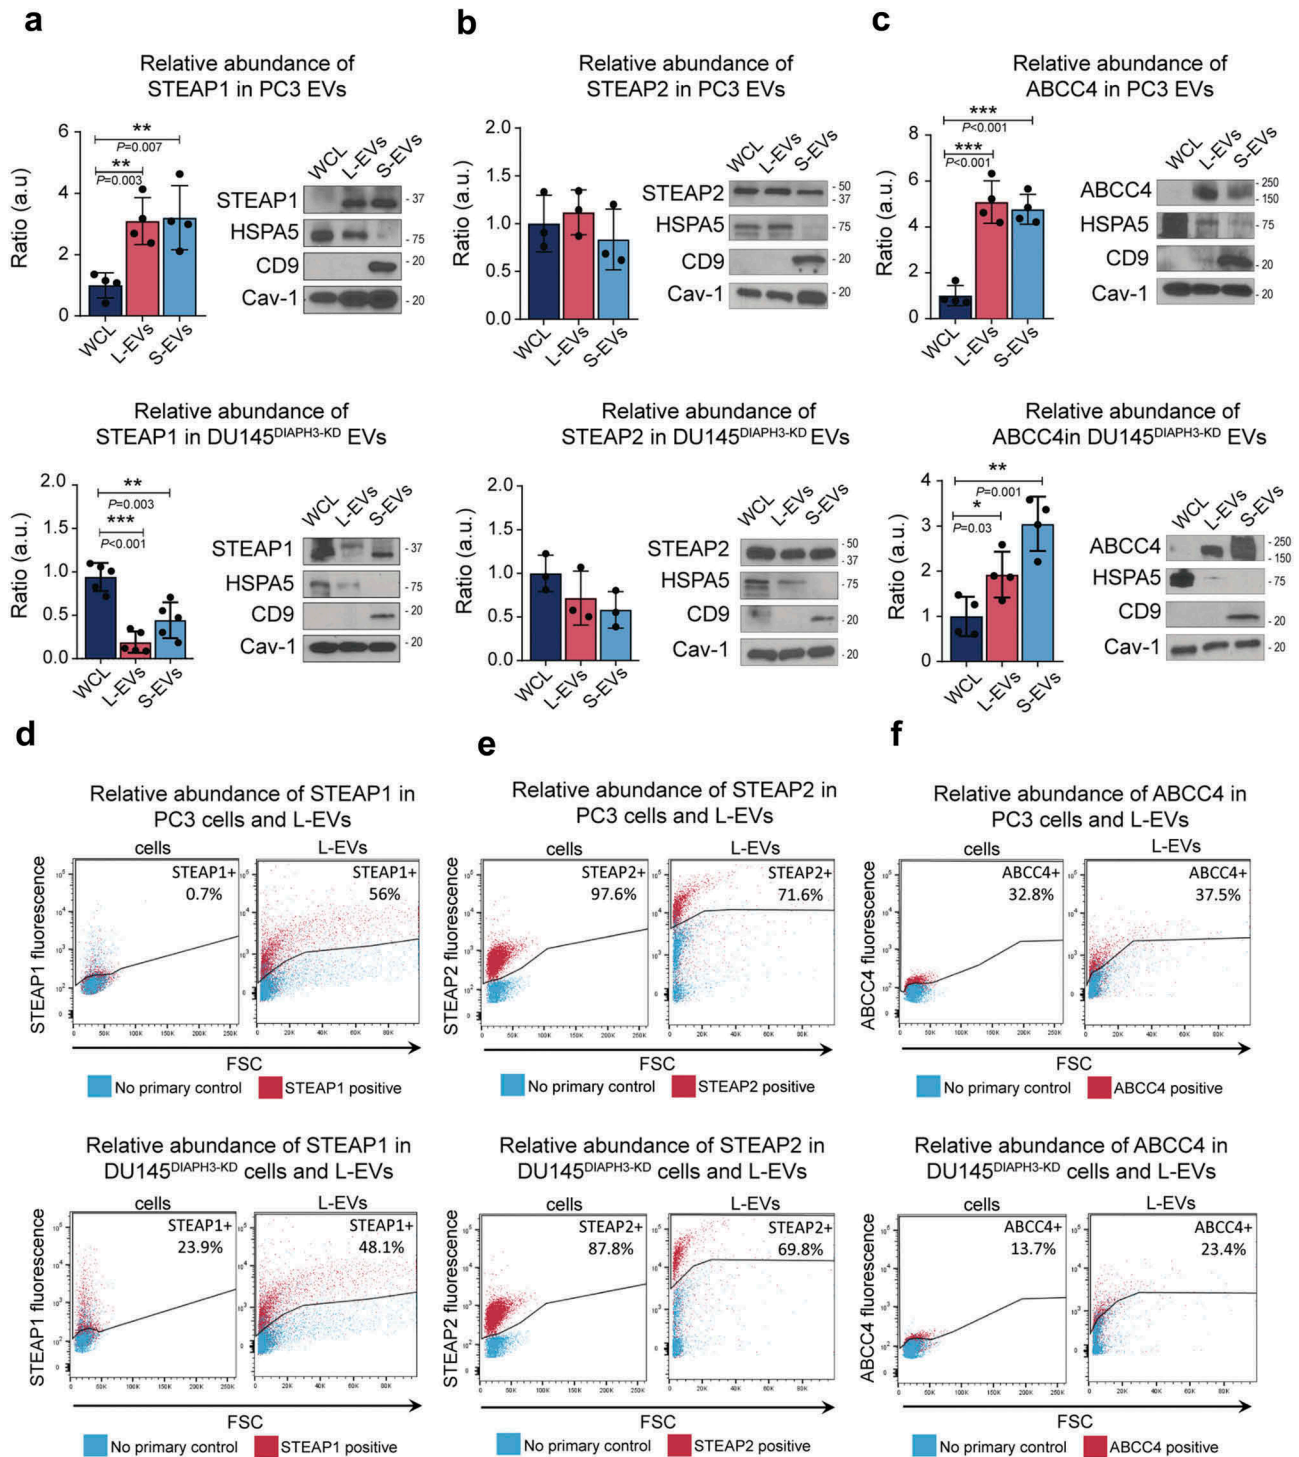 a
Relative abundance of
STEAP1 in PC3 EVs
Ratio (a.u)
6
4
2
0
**
P=0.007
**
P=0.003
WCL
L-EVs
S-EVs
WCL
L-EVs
S-EVs
STEAP1
- 37
HSPA5
- 75
CD9
- 20
Cav-1
- 20
b
Relative abundance of
STEAP2 in PC3 EVs
Ratio (a.u.)
2.0
1.5
1.0
0.5
0.0
WCL
L-EVs
S-EVs
WCL
L-EVs
S-EVs
STEAP2
- 50
- 37
HSPA5
- 75
CD9
- 20
Cav-1
- 20
c
Relative abundance of
ABCC4 in PC3 EVs
Ratio (a.u.)
8
6
4
2
0
***
P<0.001
***
P<0.001
WCL
L-EVs
S-EVs
WCL
L-EVs
S-EVs
ABCC4
- 250
- 150
HSPA5
- 75
CD9
- 20
Cav-1
- 20
Relative abundance of
STEAP1 in DU145DIAPH3-KD EVs
Ratio (a.u.)
2.0
1.5
1.0
0.5
0.0
**
P=0.003
***
P<0.001
WCL
L-EVs
S-EVs
WCL
L-EVs
S-EVs
STEAP1
- 37
HSPA5
- 75
CD9
- 20
Cav-1
- 20
Relative abundance of
STEAP2 in DU145DIAPH3-KD EVs
Ratio (a.u.)
2.0
1.5
1.0
0.5
0.0
WCL
L-EVs
S-EVs
WCL
L-EVs
S-EVs
STEAP2
- 50
- 37
HSPA5
- 75
CD9
- 20
Cav-1
- 20
Relative abundance of
ABCC4in DU145DIAPH3-KD EVs
Ratio (a.u.)
4
3
2
1
0
**
P=0.001
*
P=0.03
WCL
L-EVs
S-EVs
WCL
L-EVs
S-EVs
ABCC4
- 250
- 150
HSPA5
- 75
CD9
- 20
Cav-1
- 20
d
Relative abundance of STEAP1 in
PC3 cells and L-EVs
cells
L-EVs
STEAP1 fluorescence
STEAP1+
0.7%
STEAP1+
56%
FSC
No primary control
STEAP1 positive
e
Relative abundance of STEAP2 in
PC3 cells and L-EVs
cells
L-EVs
STEAP2 fluorescence
STEAP2+
97.6%
STEAP2+
71.6%
FSC
No primary control
STEAP2 positive
f
Relative abundance of ABCC4 in
PC3 cells and L-EVs
cells
L-EVs
ABCC4 fluorescence
ABCC4+
32.8%
ABCC4+
37.5%
FSC
No primary control
ABCC4 positive
Relative abundance of STEAP1 in
DU145DIAPH3-KD cells and L-EVs
cells
L-EVs
STEAP1 fluorescence
STEAP1+
23.9%
STEAP1+
48.1%
FSC
No primary control
STEAP1 positive
Relative abundance of STEAP2 in
DU145DIAPH3-KD cells and L-EVs
cells
L-EVs
STEAP2 fluorescence
STEAP2+
87.8%
STEAP2+
69.8%
FSC
No primary control
STEAP2 positive
Relative abundance of ABCC4 in
DU145DIAPH3-KD cells and L-EVs
cells
L-EVs
ABCC4 fluorescence
ABCC4+
13.7%
ABCC4+
23.4%
FSC
No primary control
ABCC4 positive